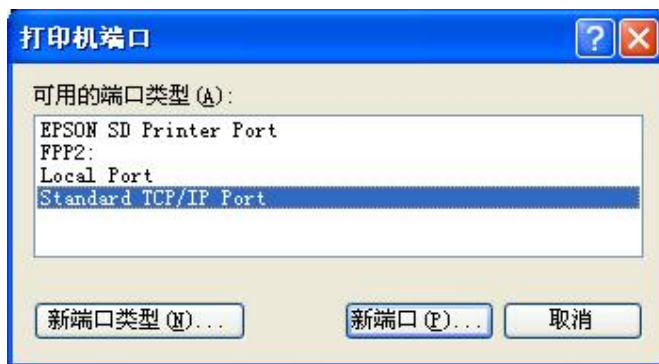 打印机端口
可用的端口类型(A):
EPSON SD Printer Port
FPP2:
Local Port
Standard TCP/IP Port
新端口类型(N)... 新端口(P)... 取消